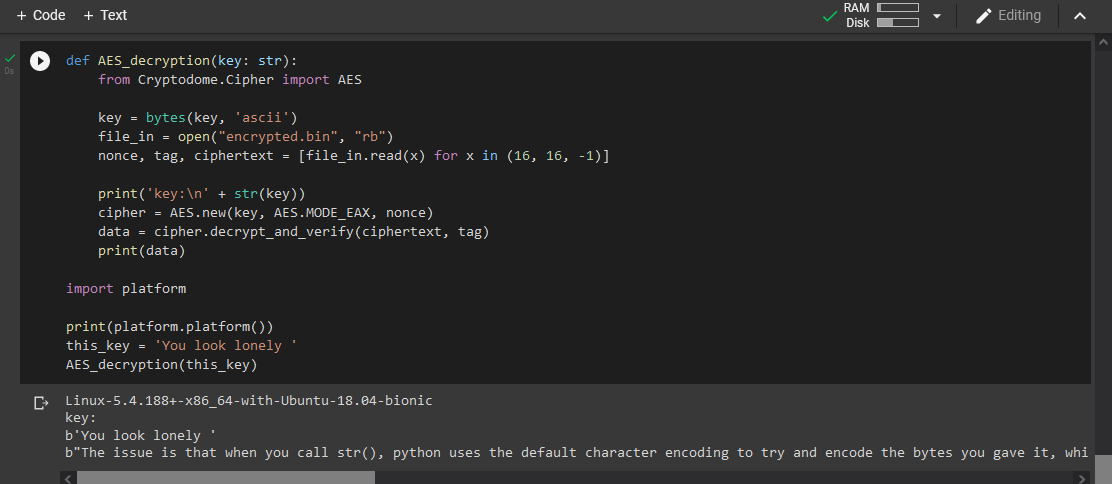 + Code + Text
RAM
Disk
Editing
0s
def AES_decryption(key: str):
    from Cryptodome.Cipher import AES

    key = bytes(key, 'ascii')
    file_in = open("encrypted.bin", "rb")
    nonce, tag, ciphertext = [file_in.read(x) for x in (16, 16, -1)]

    print('key:\n' + str(key))
    cipher = AES.new(key, AES.MODE_EAX, nonce)
    data = cipher.decrypt_and_verify(ciphertext, tag)
    print(data)

import platform

print(platform.platform())
this_key = 'You look lonely '
AES_decryption(this_key)
Linux-5.4.188+-x86_64-with-Ubuntu-18.04-bionic
key:
b'You look lonely '
b"The issue is that when you call str(), python uses the default character encoding to try and encode the bytes you gave it, whi